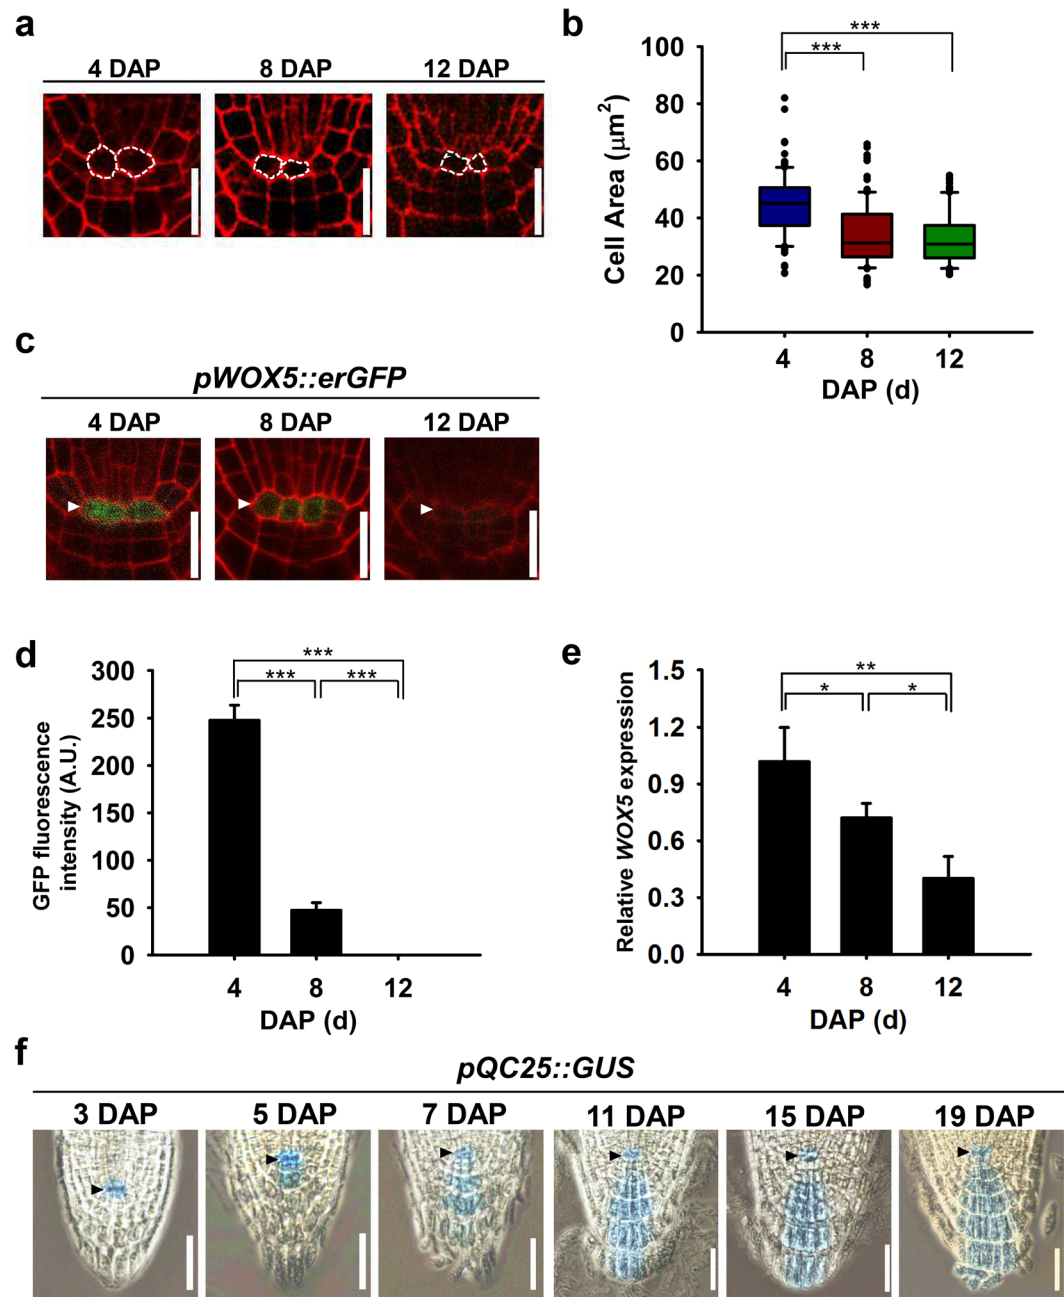 a
4 DAP 8 DAP 12 DAP
b
100
80
60
40
20
0
Cell Area (μm²)
***
***
4 8 12
DAP (d)
c
pWOX5::erGFP
4 DAP 8 DAP 12 DAP
d
300
250
200
150
100
50
0
GFP fluorescence
intensity (A.U.)
***
*** ***
4 8 12
DAP (d)
e
1.5
1.2
0.9
0.6
0.3
0.0
Relative WOX5 expression
**
* *
4 8 12
DAP (d)
f
pQC25::GUS
3 DAP 5 DAP 7 DAP 11 DAP 15 DAP 19 DAP